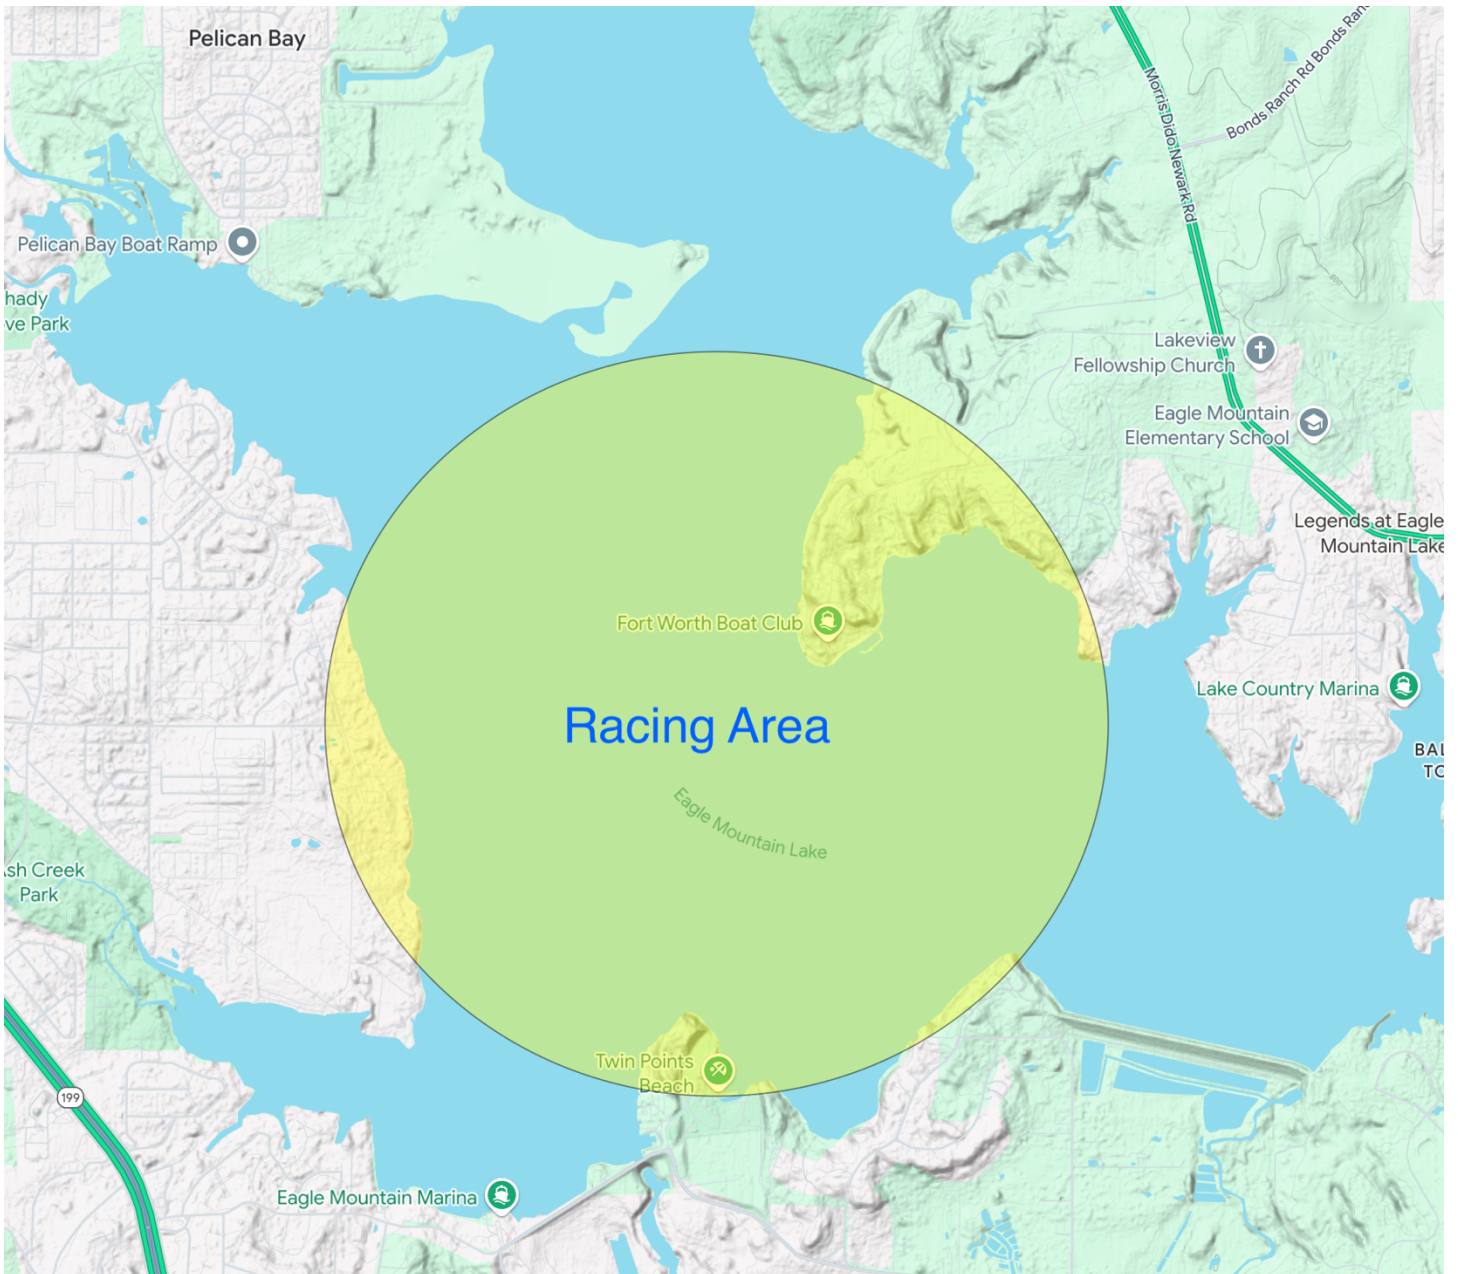 Pelican Bay
Morris Dido Newark Rd
Bonds Ranch Rd
Bonds Ran
Pelican Bay Boat Ramp
hady
ve Park
Lakeview
Fellowship Church
Eagle Mountain
Elementary School
Legends at Eagle
Mountain Lake
Fort Worth Boat Club
Lake Country Marina
Racing Area
BAL
TO
Eagle Mountain Lake
sh Creek
Park
Twin Points
Beach
199
Eagle Mountain Marina